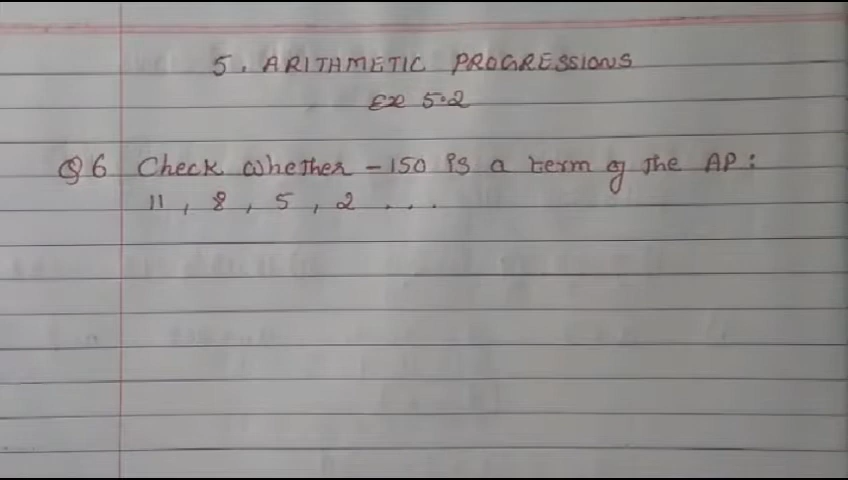 5. ARITHMETIC PROGRESSIONS
Ex 5.2
Q6 Check whether -150 is a term of the AP:
11, 8, 5, 2 ...